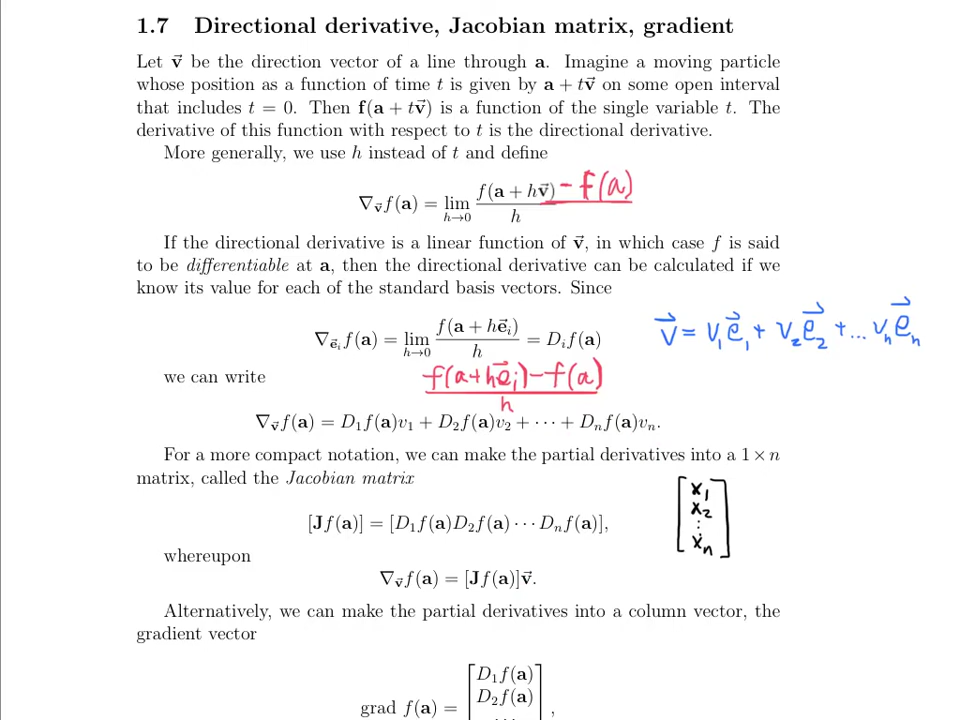 1.7 Directional derivative, Jacobian matrix, gradient
Let v⃗ be the direction vector of a line through a. Imagine a moving particle
whose position as a function of time t is given by a + tv⃗ on some open interval
that includes t = 0. Then f(a + tv⃗) is a function of the single variable t. The
derivative of this function with respect to t is the directional derivative.
More generally, we use h instead of t and define
∇v⃗ f(a) = lim h→0 f(a + hv⃗) / h − f(a)
If the directional derivative is a linear function of v⃗, in which case f is said
to be differentiable at a, then the directional derivative can be calculated if we
know its value for each of the standard basis vectors. Since
∇e⃗ᵢ f(a) = lim h→0 f(a + he⃗ᵢ) / h = Dᵢf(a)
v⃗ = v₁e⃗₁ + v₂e⃗₂ + ... vₙe⃗ₙ
we can write
f(a+he⃗ᵢ) − f(a) / h
∇v⃗ f(a) = D₁f(a)v₁ + D₂f(a)v₂ + ⋯ + Dₙf(a)vₙ.
For a more compact notation, we can make the partial derivatives into a 1 × n
matrix, called the Jacobian matrix
[Jf(a)] = [D₁f(a)D₂f(a) ⋯ Dₙf(a)],
x₁
x₂
⋮
xₙ
whereupon
∇v⃗ f(a) = [Jf(a)]v⃗.
Alternatively, we can make the partial derivatives into a column vector, the
gradient vector
D₁f(a)
D₂f(a)
grad f(a) = ,